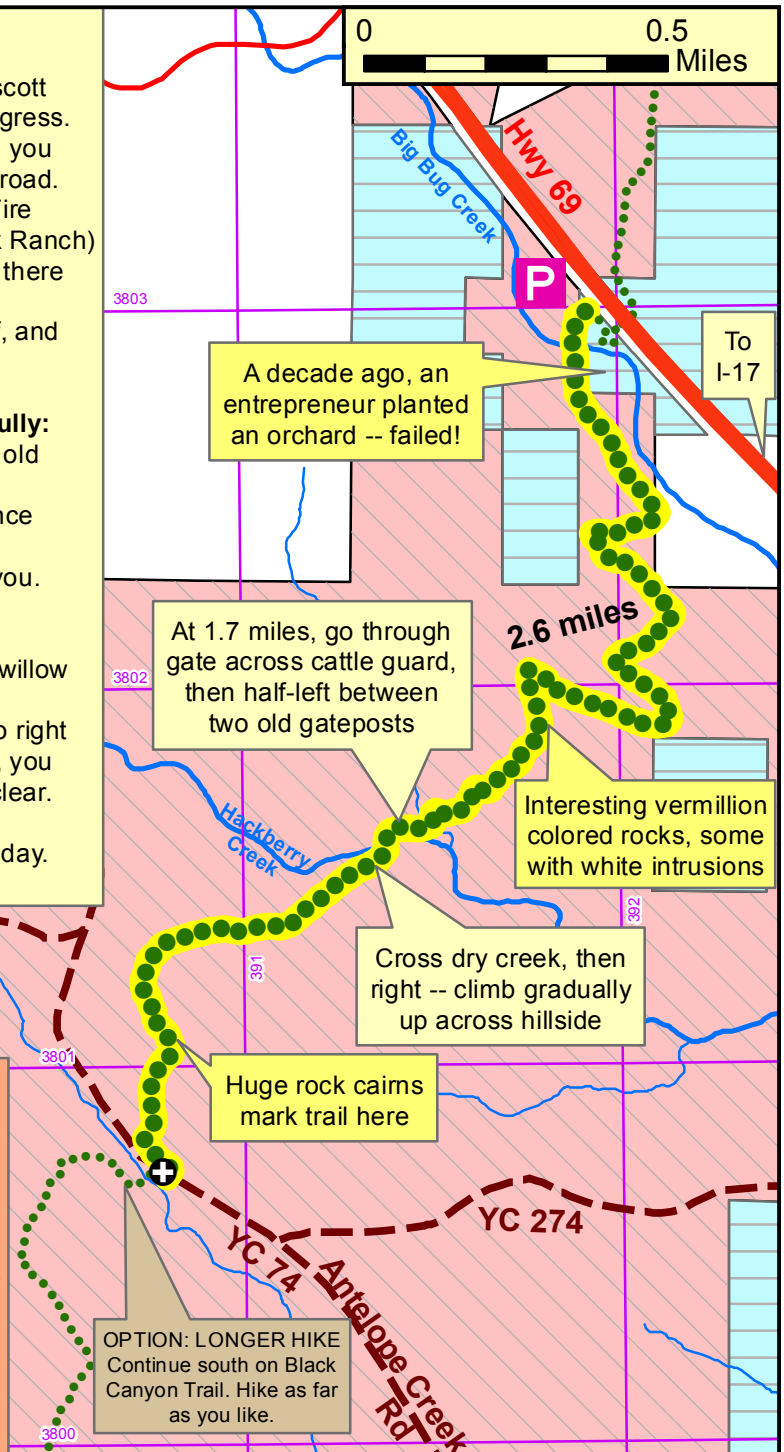 0 0.5
Miles
scott
gress.
you
road.
ire
k Ranch)
there
f, and
ully:
old
nce
you.
willow
o right
, you
clear.
day.
Big Bug Creek
Hwy 69
P
3803
To
I-17
A decade ago, an
entrepreneur planted
an orchard -- failed!
2.6 miles
At 1.7 miles, go through
gate across cattle guard,
then half-left between
two old gateposts
3802
Interesting vermillion
colored rocks, some
with white intrusions
Hackberry
Creek
392
391
Cross dry creek, then
right -- climb gradually
up across hillside
3801
Huge rock cairns
mark trail here
YC 274
YC 74
Antelope Creek
Rd
OPTION: LONGER HIKE
Continue south on Black
Canyon Trail. Hike as far
as you like.
3800